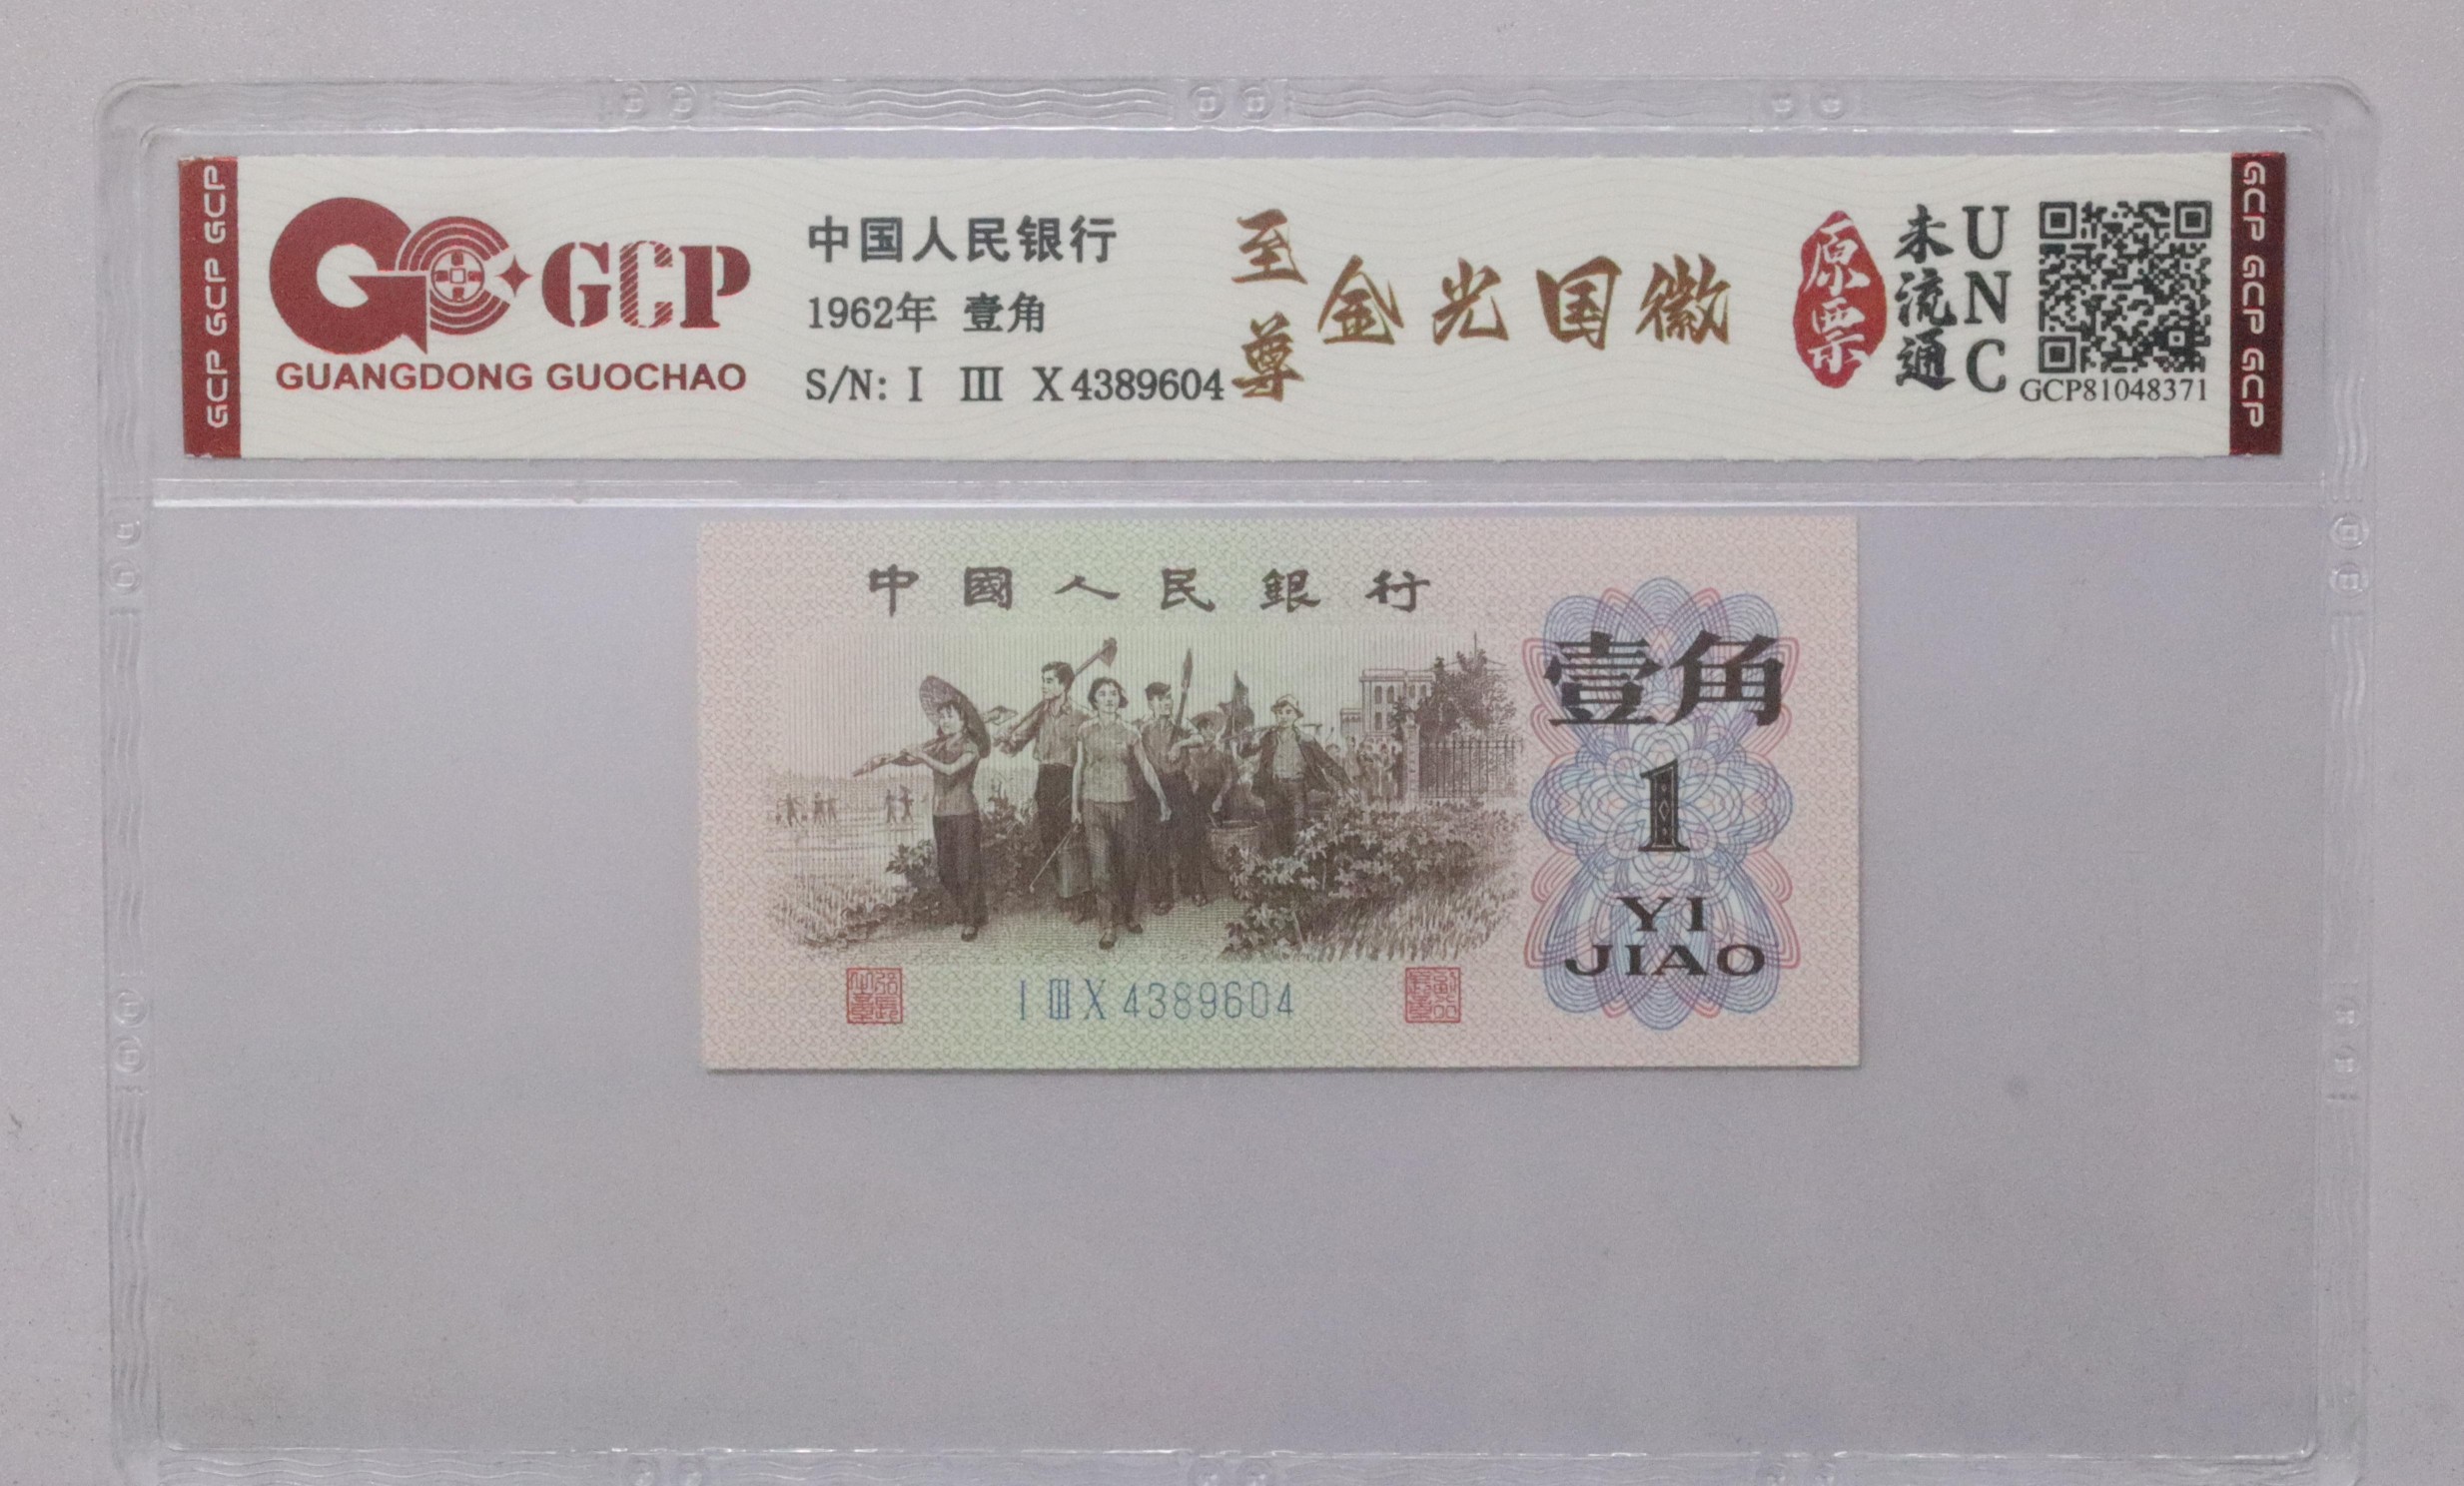 GCP GCP GCP
GCP
GUANGDONG GUOCHAO
中国人民银行
1962年 壹角
S/N: I III X 4389604
至尊
金光国徽
原票
未流通
UNC
GCP81048371
GCP GCP GCP
中國人民銀行
壹角
1
YI
JIAO
I III X 4389604